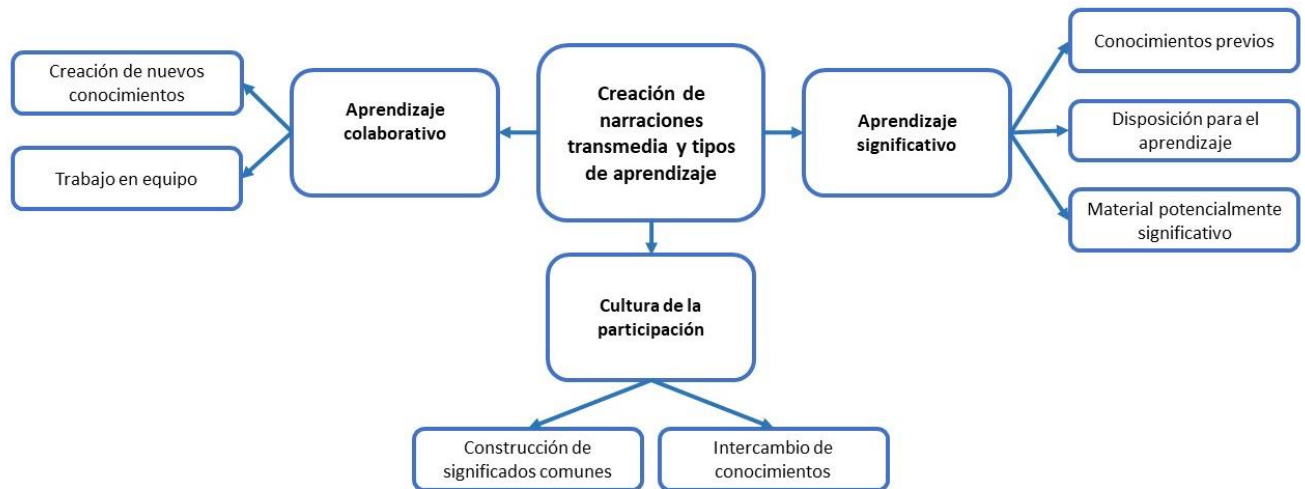 Creación de
narraciones
transmedia y tipos
de aprendizaje
Aprendizaje
colaborativo
Creación de nuevos
conocimientos
Trabajo en equipo
Aprendizaje
significativo
Conocimientos previos
Disposición para el
aprendizaje
Material potencialmente
significativo
Cultura de la
participación
Construcción de
significados comunes
Intercambio de
conocimientos